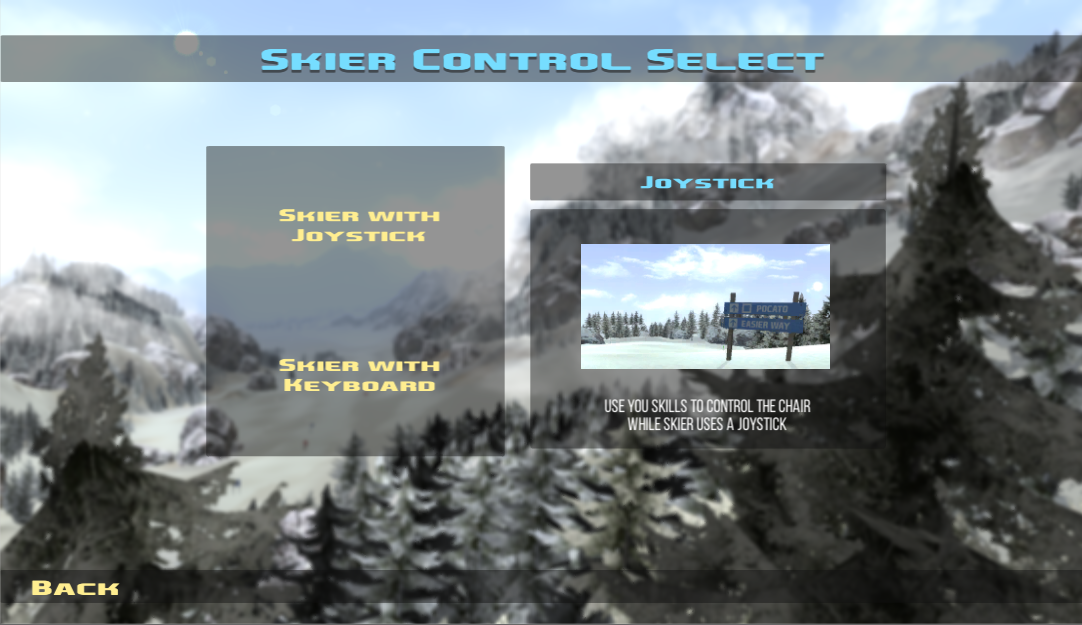 Skier Control Select
Skier with
Joystick
Skier with
Keyboard
Joystick
POCATO
EASIER WAY
USE YOU SKILLS TO CONTROL THE CHAIR
WHILE SKIER USES A JOYSTICK
Back